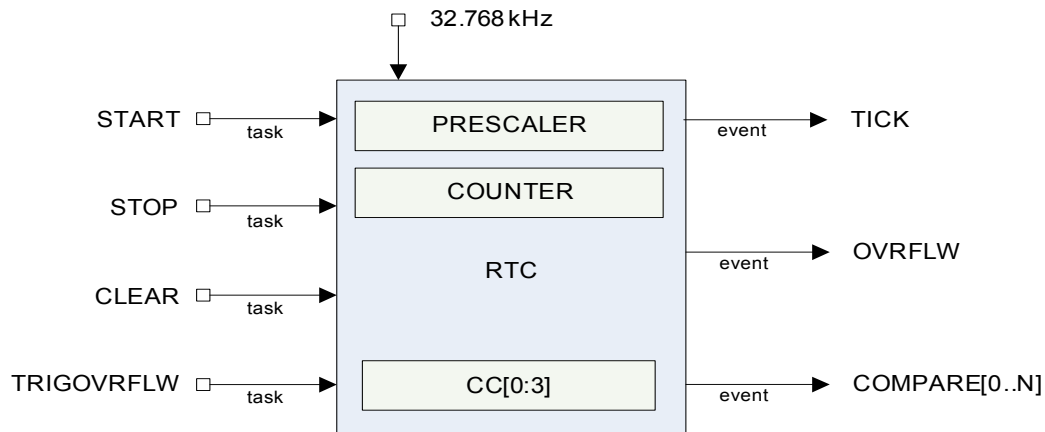 32.768 kHz
START
task
PRESCALER
event
TICK
STOP
task
COUNTER
RTC
event
OVRFLW
CLEAR
task
TRIGOVRFLW
task
CC[0:3]
event
COMPARE[0..N]